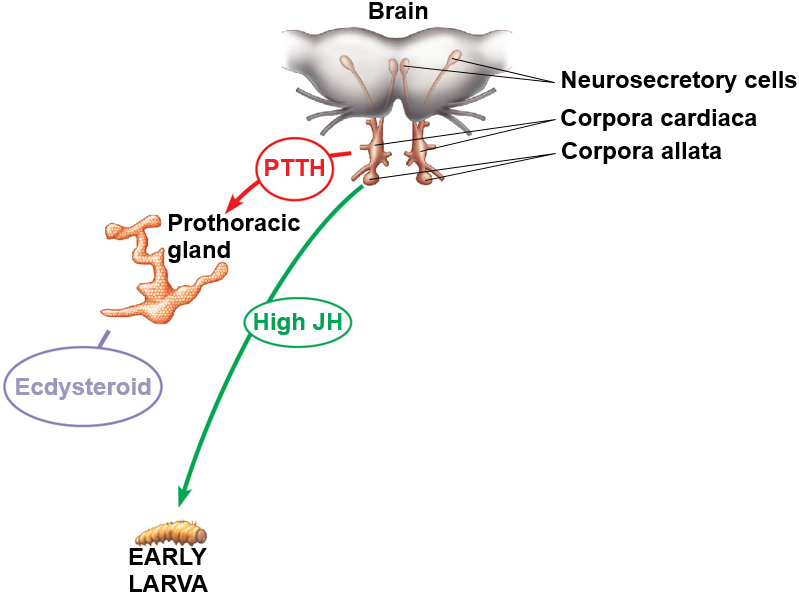 Brain
Neurosecretory cells
Corpora cardiaca
Corpora allata
PTTH
Prothoracic
gland
High JH
Ecdysteroid
EARLY
LARVA